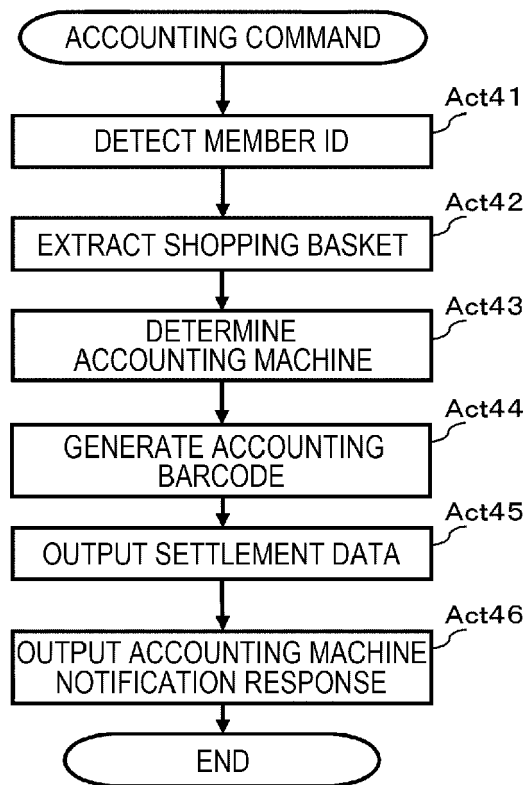 ACCOUNTING COMMAND
Act41
DETECT MEMBER ID
Act42
EXTRACT SHOPPING BASKET
Act43
DETERMINE
ACCOUNTING MACHINE
Act44
GENERATE ACCOUNTING
BARCODE
Act45
OUTPUT SETTLEMENT DATA
Act46
OUTPUT ACCOUNTING MACHINE
NOTIFICATION RESPONSE
END